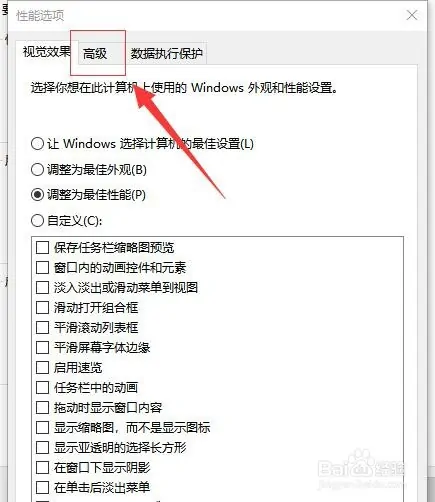 性能选项
视觉效果 高级 数据执行保护
选择你想在此计算机上使用的 Windows 外观和性能设置。
让 Windows 选择计算机的最佳设置(L)
调整为最佳外观(B)
调整为最佳性能(P)
自定义(C):
保存任务栏缩略图预览
窗口内的动画控件和元素
淡入淡出或滑动菜单到视图
滑动打开组合框
平滑滚动列表框
平滑屏幕字体边缘
启用速览
任务栏中的动画
拖动时显示窗口内容
显示缩略图，而不是显示图标
显示亚透明的选择长方形
在窗口下显示阴影
在单击后淡出菜单
Baidu 经验